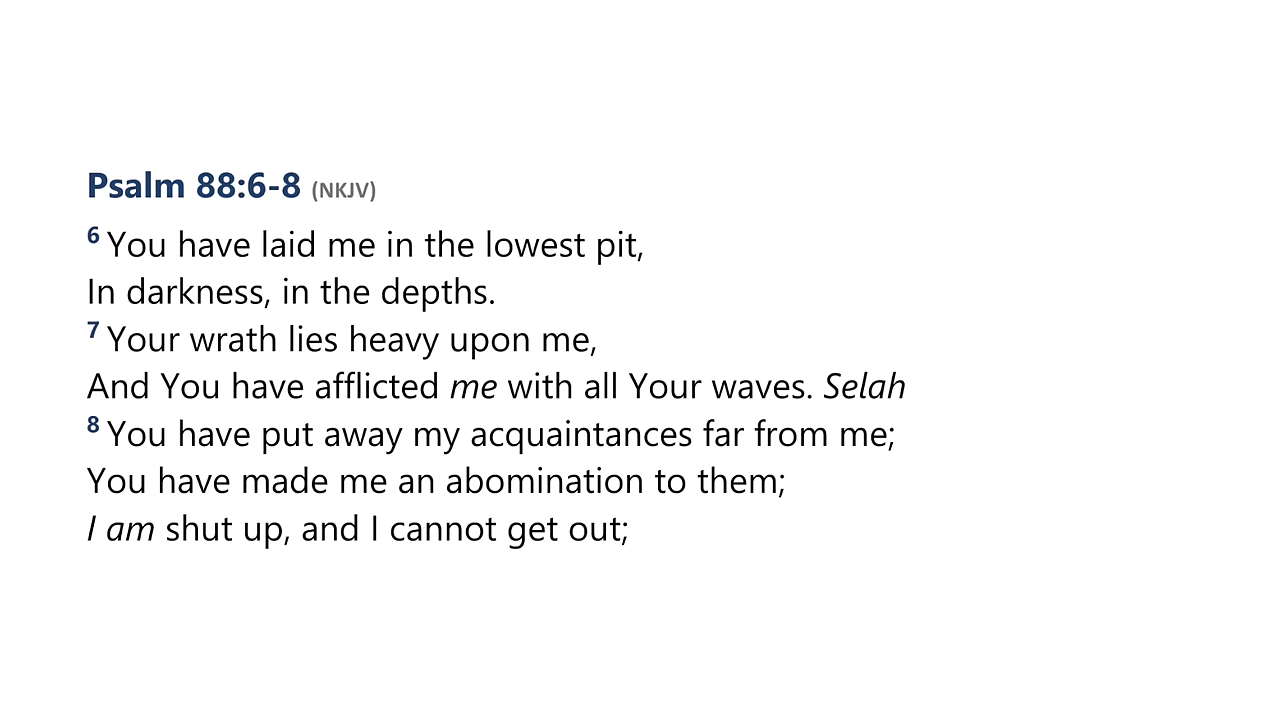 Psalm 88:6-8 (NKJV)
6 You have laid me in the lowest pit,
In darkness, in the depths.
7 Your wrath lies heavy upon me,
And You have afflicted me with all Your waves. Selah
8 You have put away my acquaintances far from me;
You have made me an abomination to them;
I am shut up, and I cannot get out;